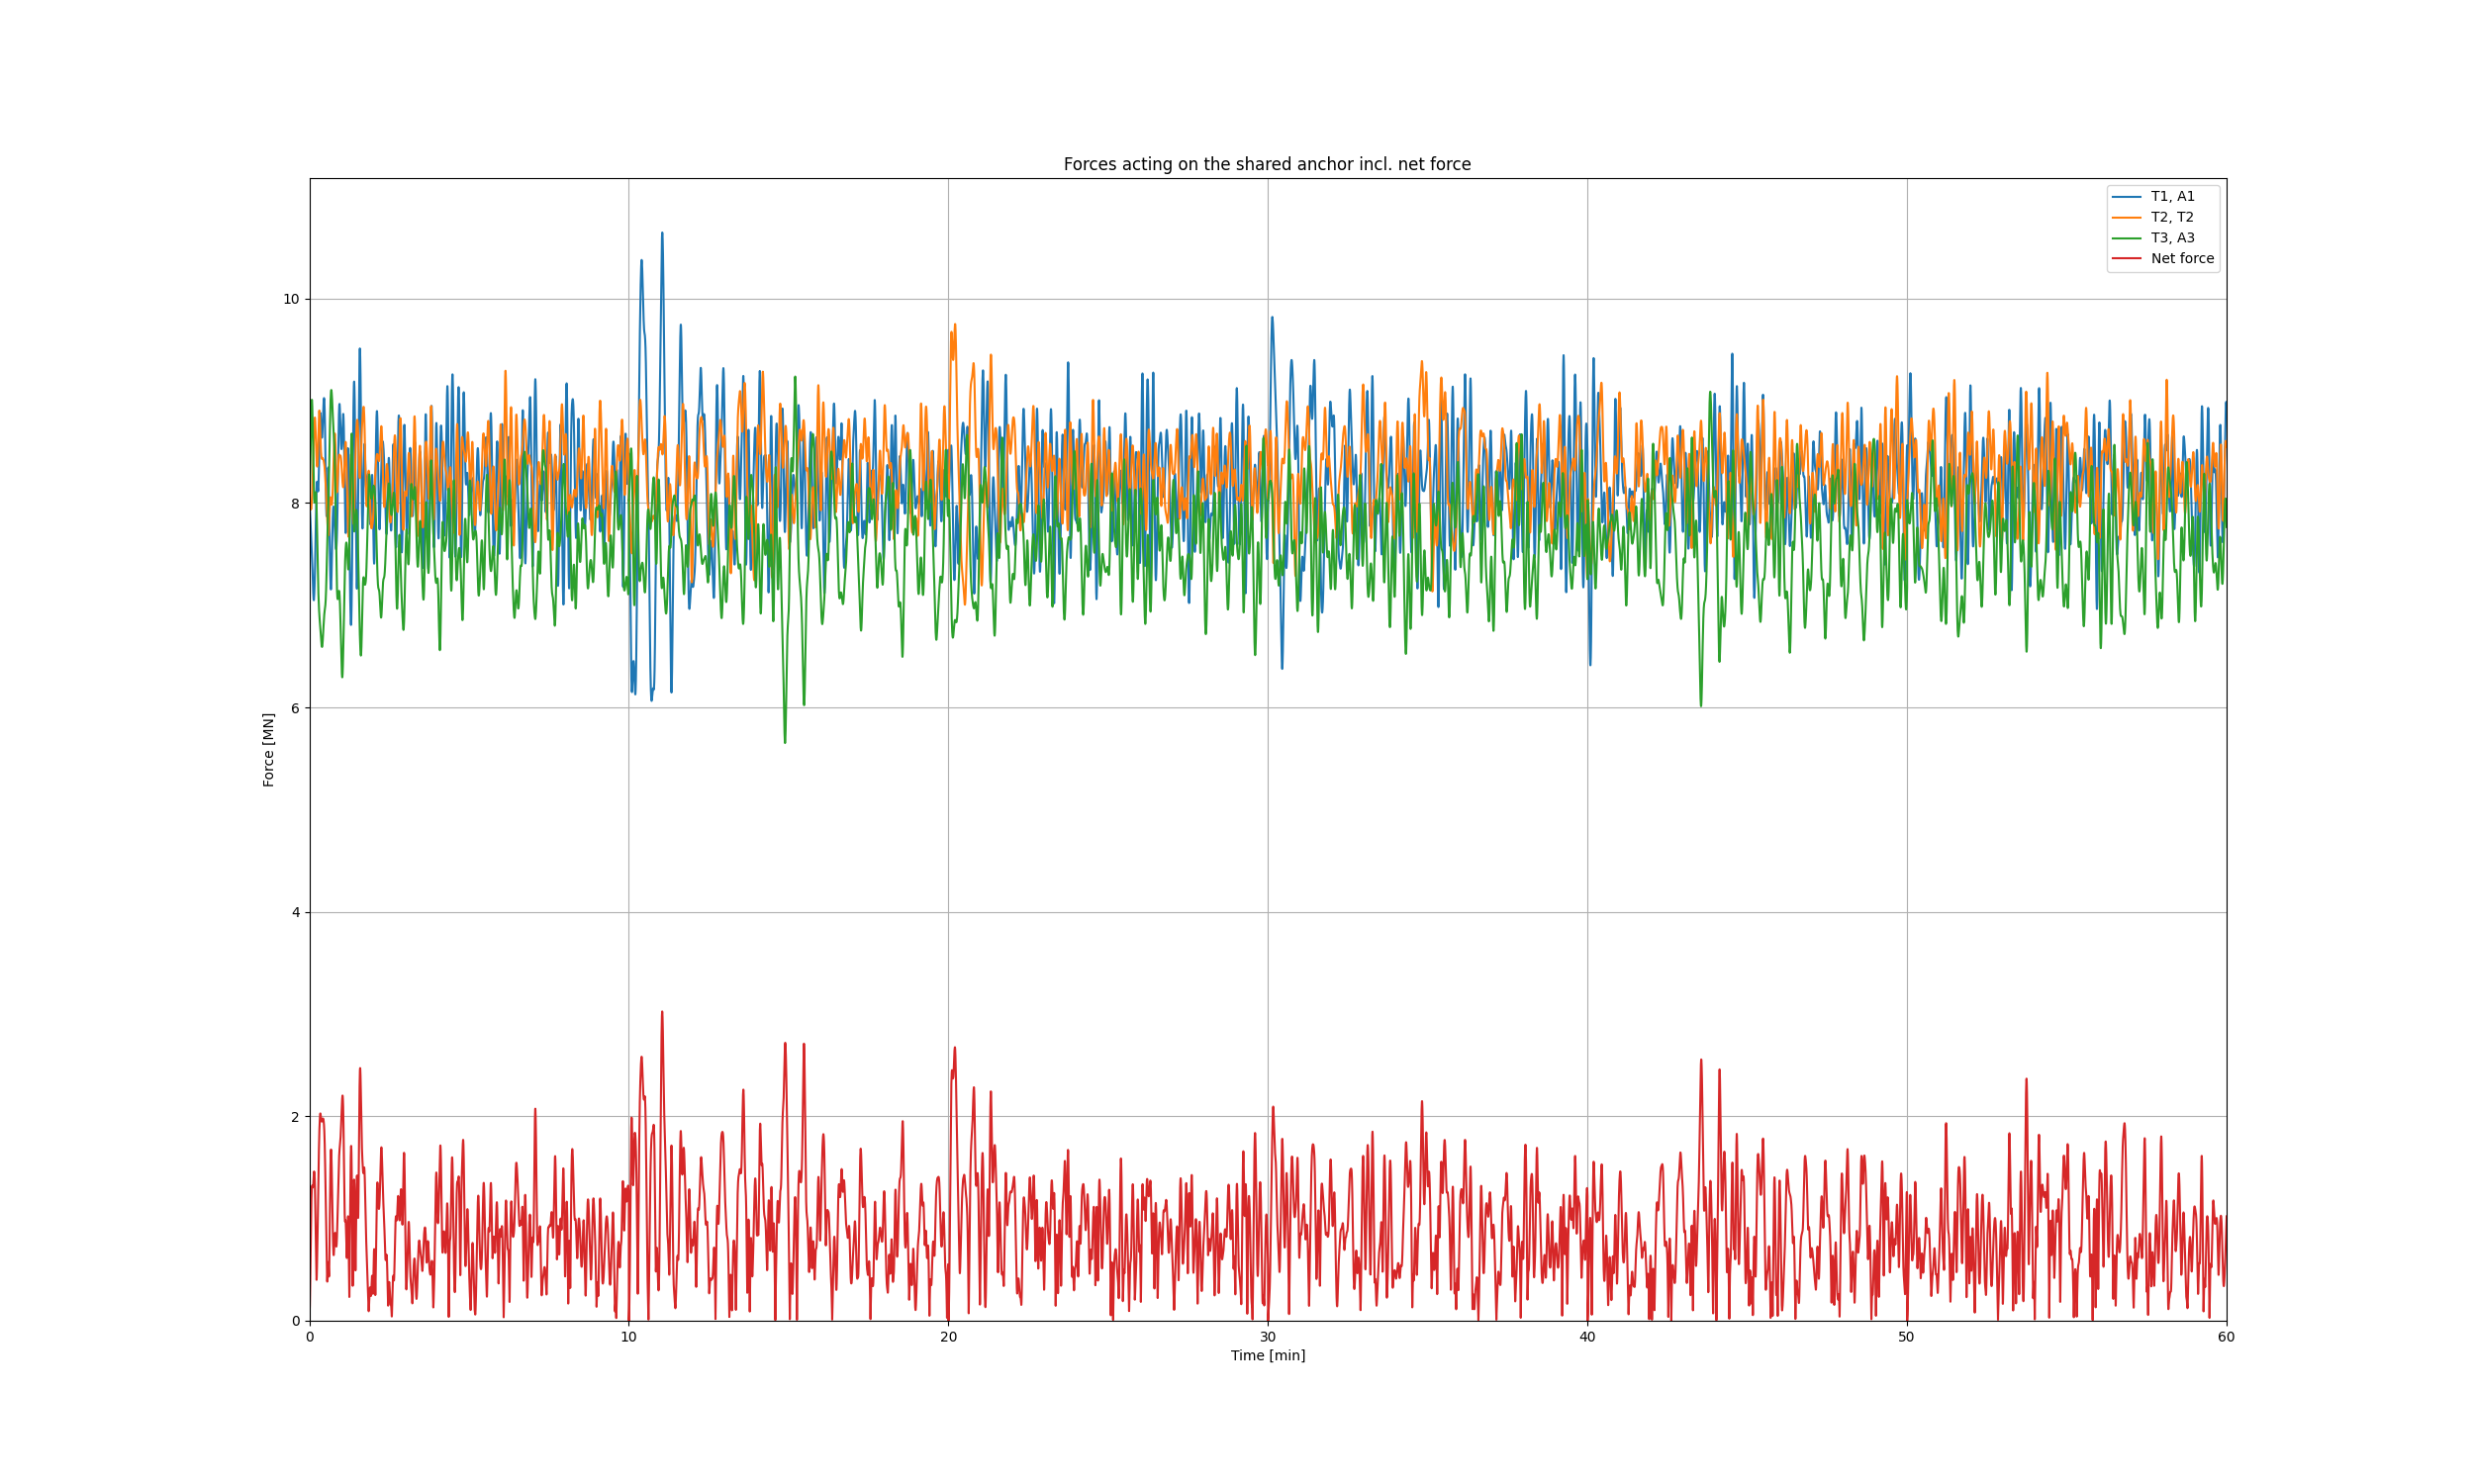 Forces acting on the shared anchor incl. net force
T1, A1
T2, T2
T3, A3
Net force
10
8
6
4
2
0
Force [MN]
0 10 20 30 40 50 60
Time [min]